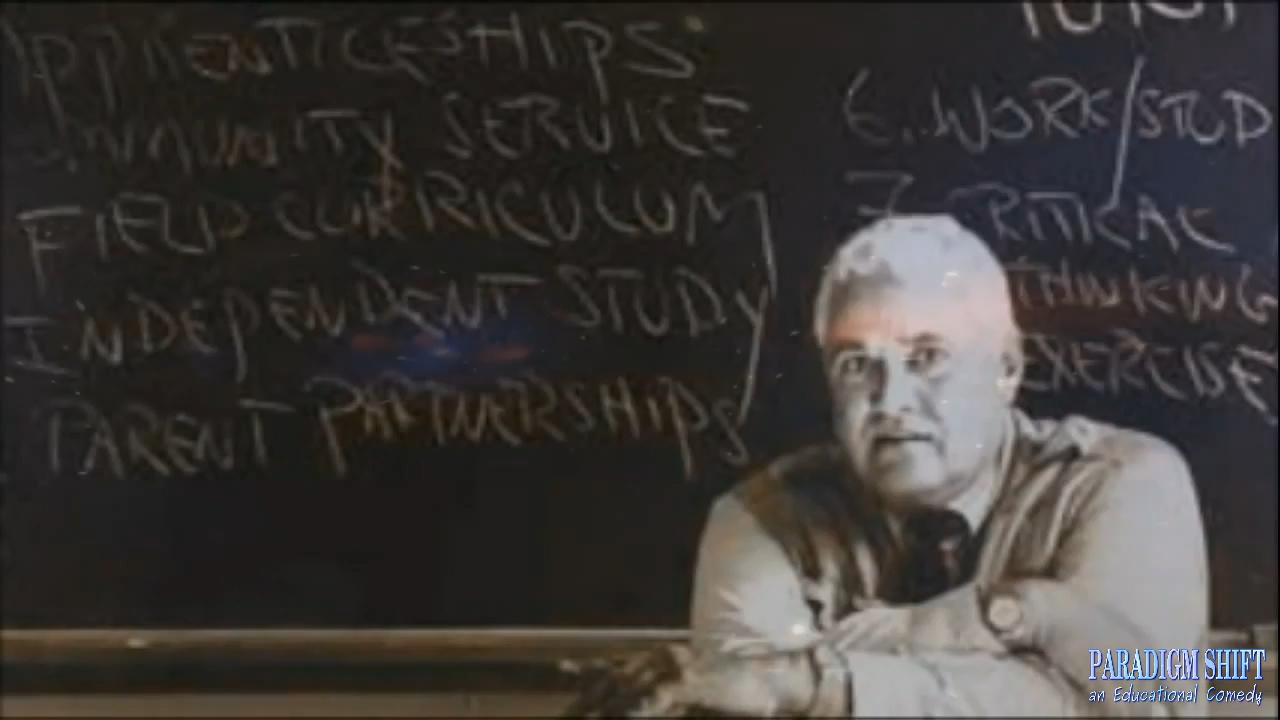 APPRENTICESHIPS
COMMUNITY SERVICE
FIELD CURRICULUM
INDEPENDENT STUDY
PARENT PARTNERSHIPS
6. WORK/STUD
7 CRITICAL
THINKING
EXERCISE
PARADIGM SHIFT
an Educational Comedy